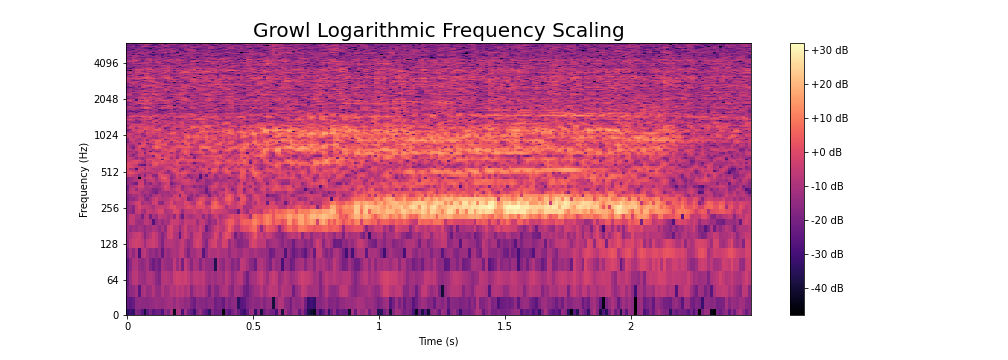 Growl Logarithmic Frequency Scaling
Frequency (Hz)
4096
2048
1024
512
256
128
64
0
0 0.5 1 1.5 2
Time (s)
+30 dB
+20 dB
+10 dB
+0 dB
-10 dB
-20 dB
-30 dB
-40 dB